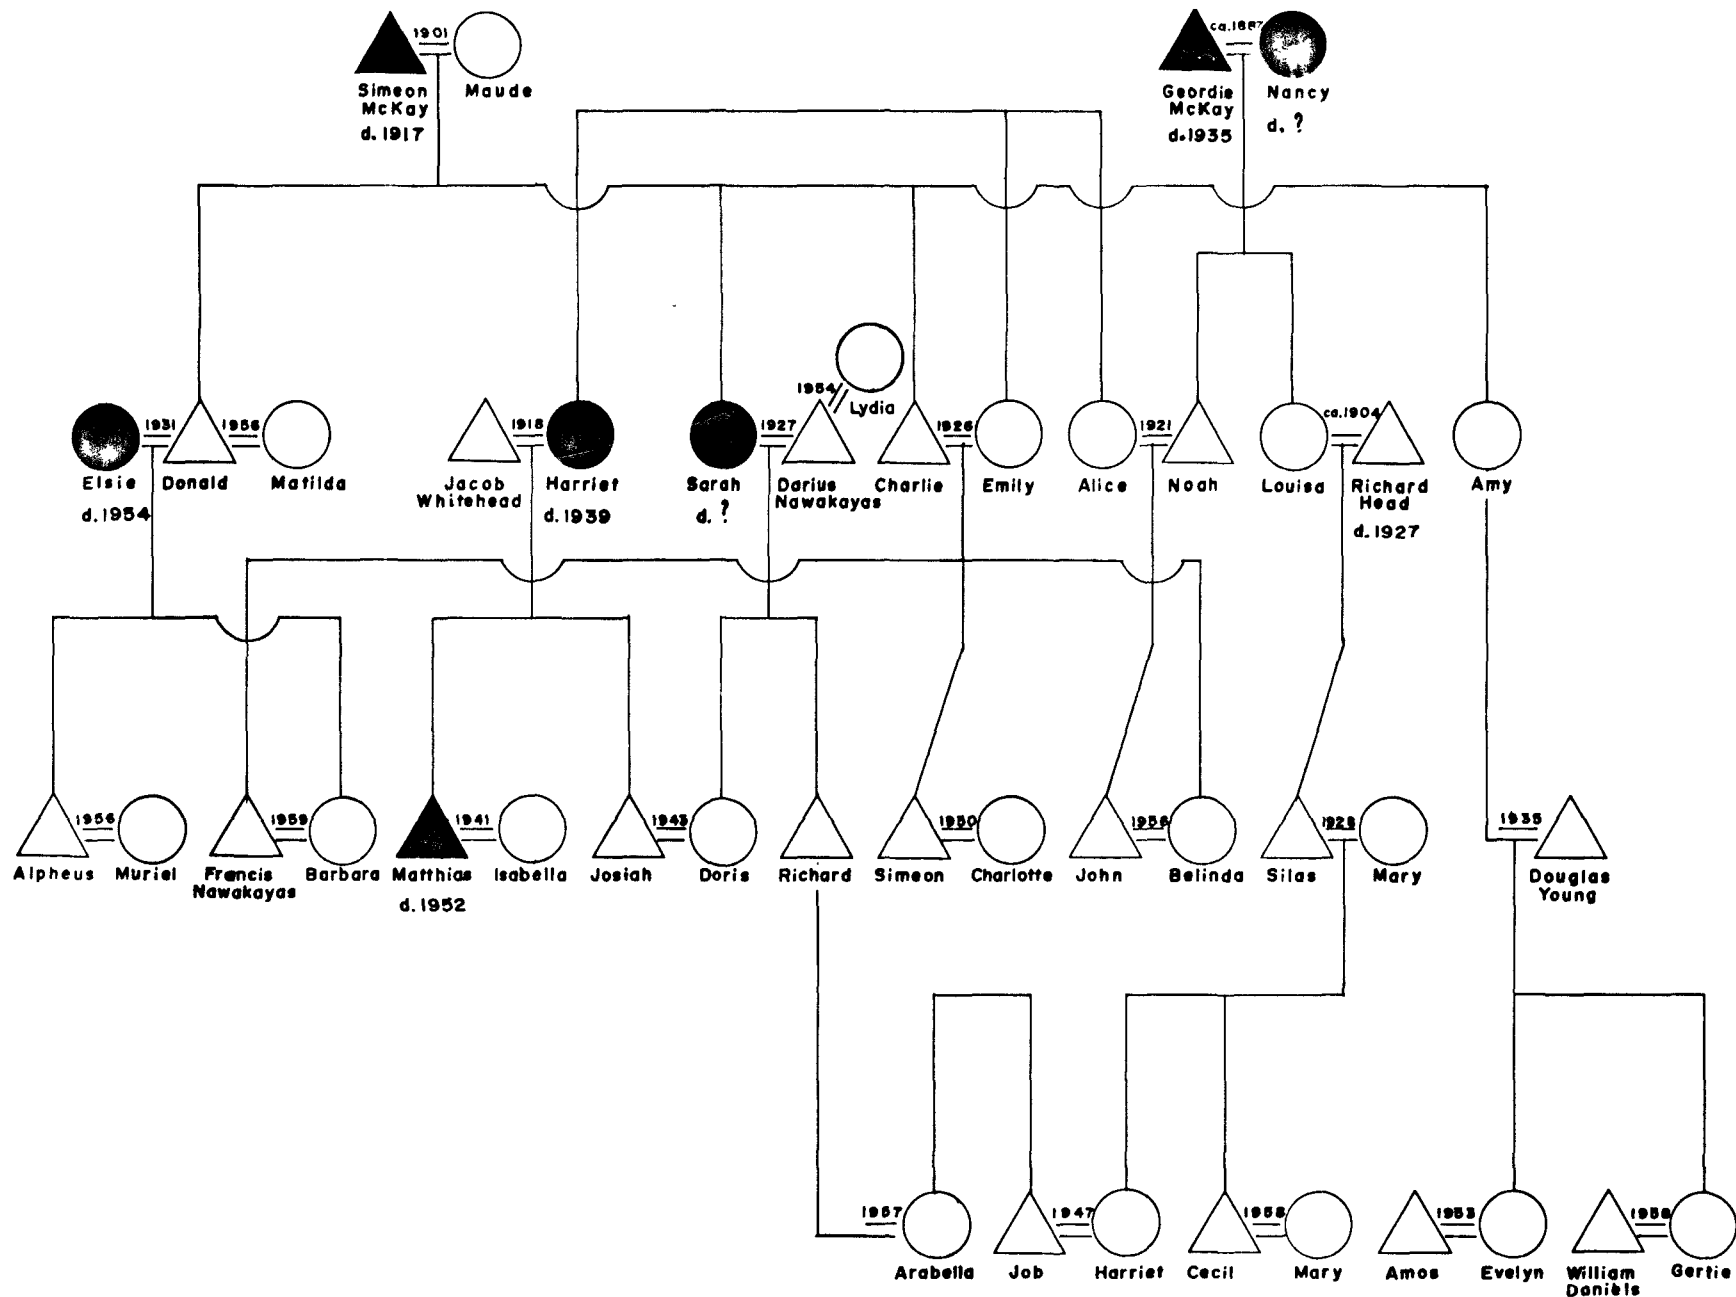 1901
ca.1887
Simeon
McKay
Maude
d.1917
Geordie
McKay
Nancy
d.1935
d. ?
1954
Lydia
1931
1956
1918
1927
1926
1921
ca.1904
Elsie
Donald
Matilda
Jacob
Whitehead
Harriet
Sarah
Darius
Nawakayas
Charlie
Emily
Alice
Noah
Louisa
Richard
Head
Amy
d.1954
d.1939
d. ?
d.1927
1956
1959
1941
1943
1950
1956
1928
1935
Alpheus
Muriel
Francis
Nawakayas
Barbara
Matthias
Isabella
Josiah
Doris
Richard
Simeon
Charlotte
John
Belinda
Silas
Mary
Douglas
Young
d.1952
1957
1947
1958
1953
1958
Arabella
Job
Harriet
Cecil
Mary
Amos
Evelyn
William
Daniels
Gertie